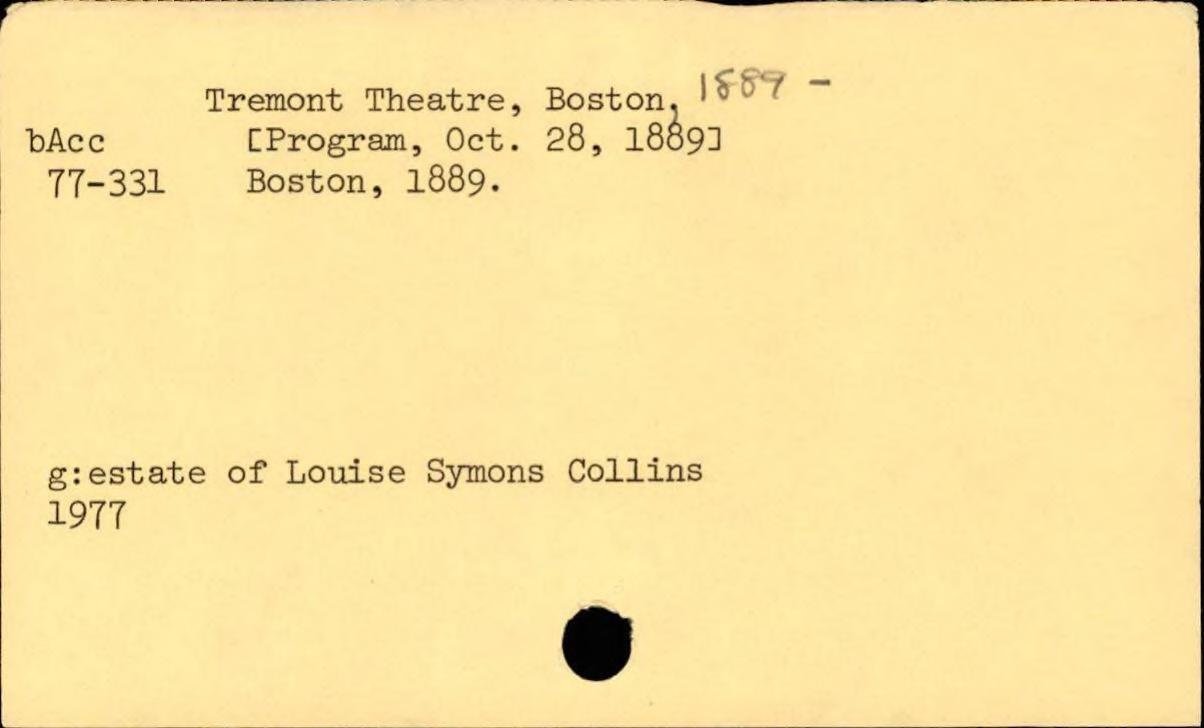 Tremont Theatre, Boston, 1889 -
bAcc [Program, Oct. 28, 1889]
77-331 Boston, 1889.
g:estate of Louise Symons Collins
1977